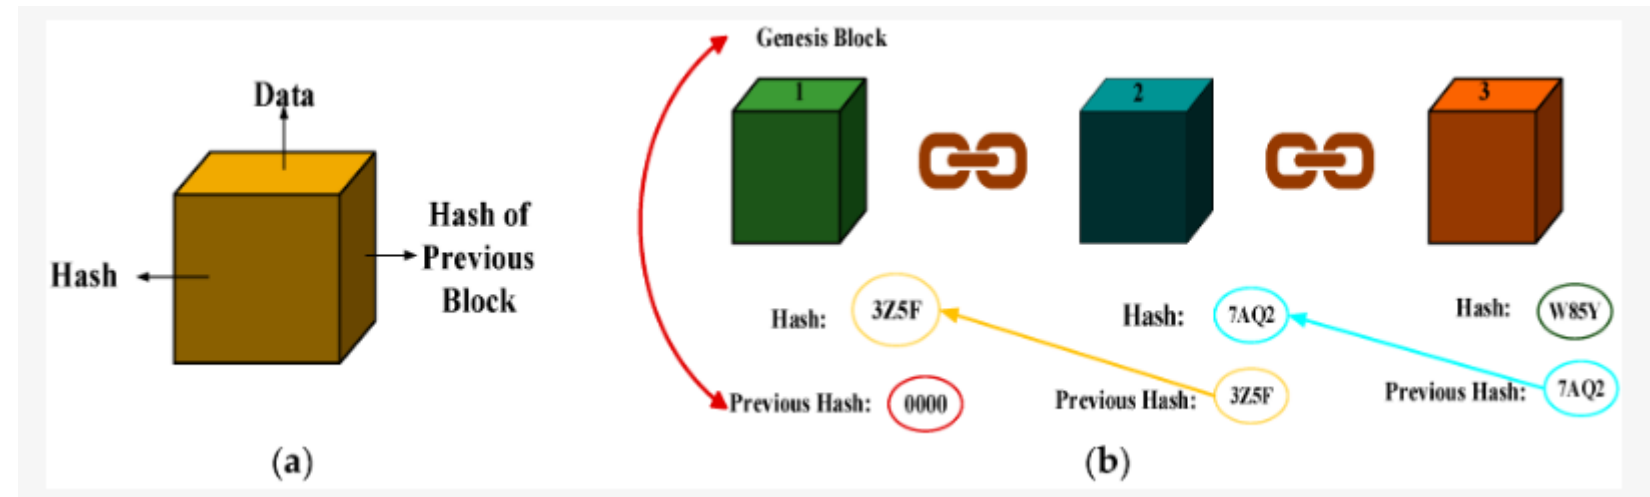 Data
Hash
Hash of
Previous
Block
(a)
Genesis Block
1
2
3
Hash: 3Z5F
Hash: 7AQ2
Hash: W85Y
Previous Hash: 0000
Previous Hash: 3Z5F
Previous Hash: 7AQ2
(b)